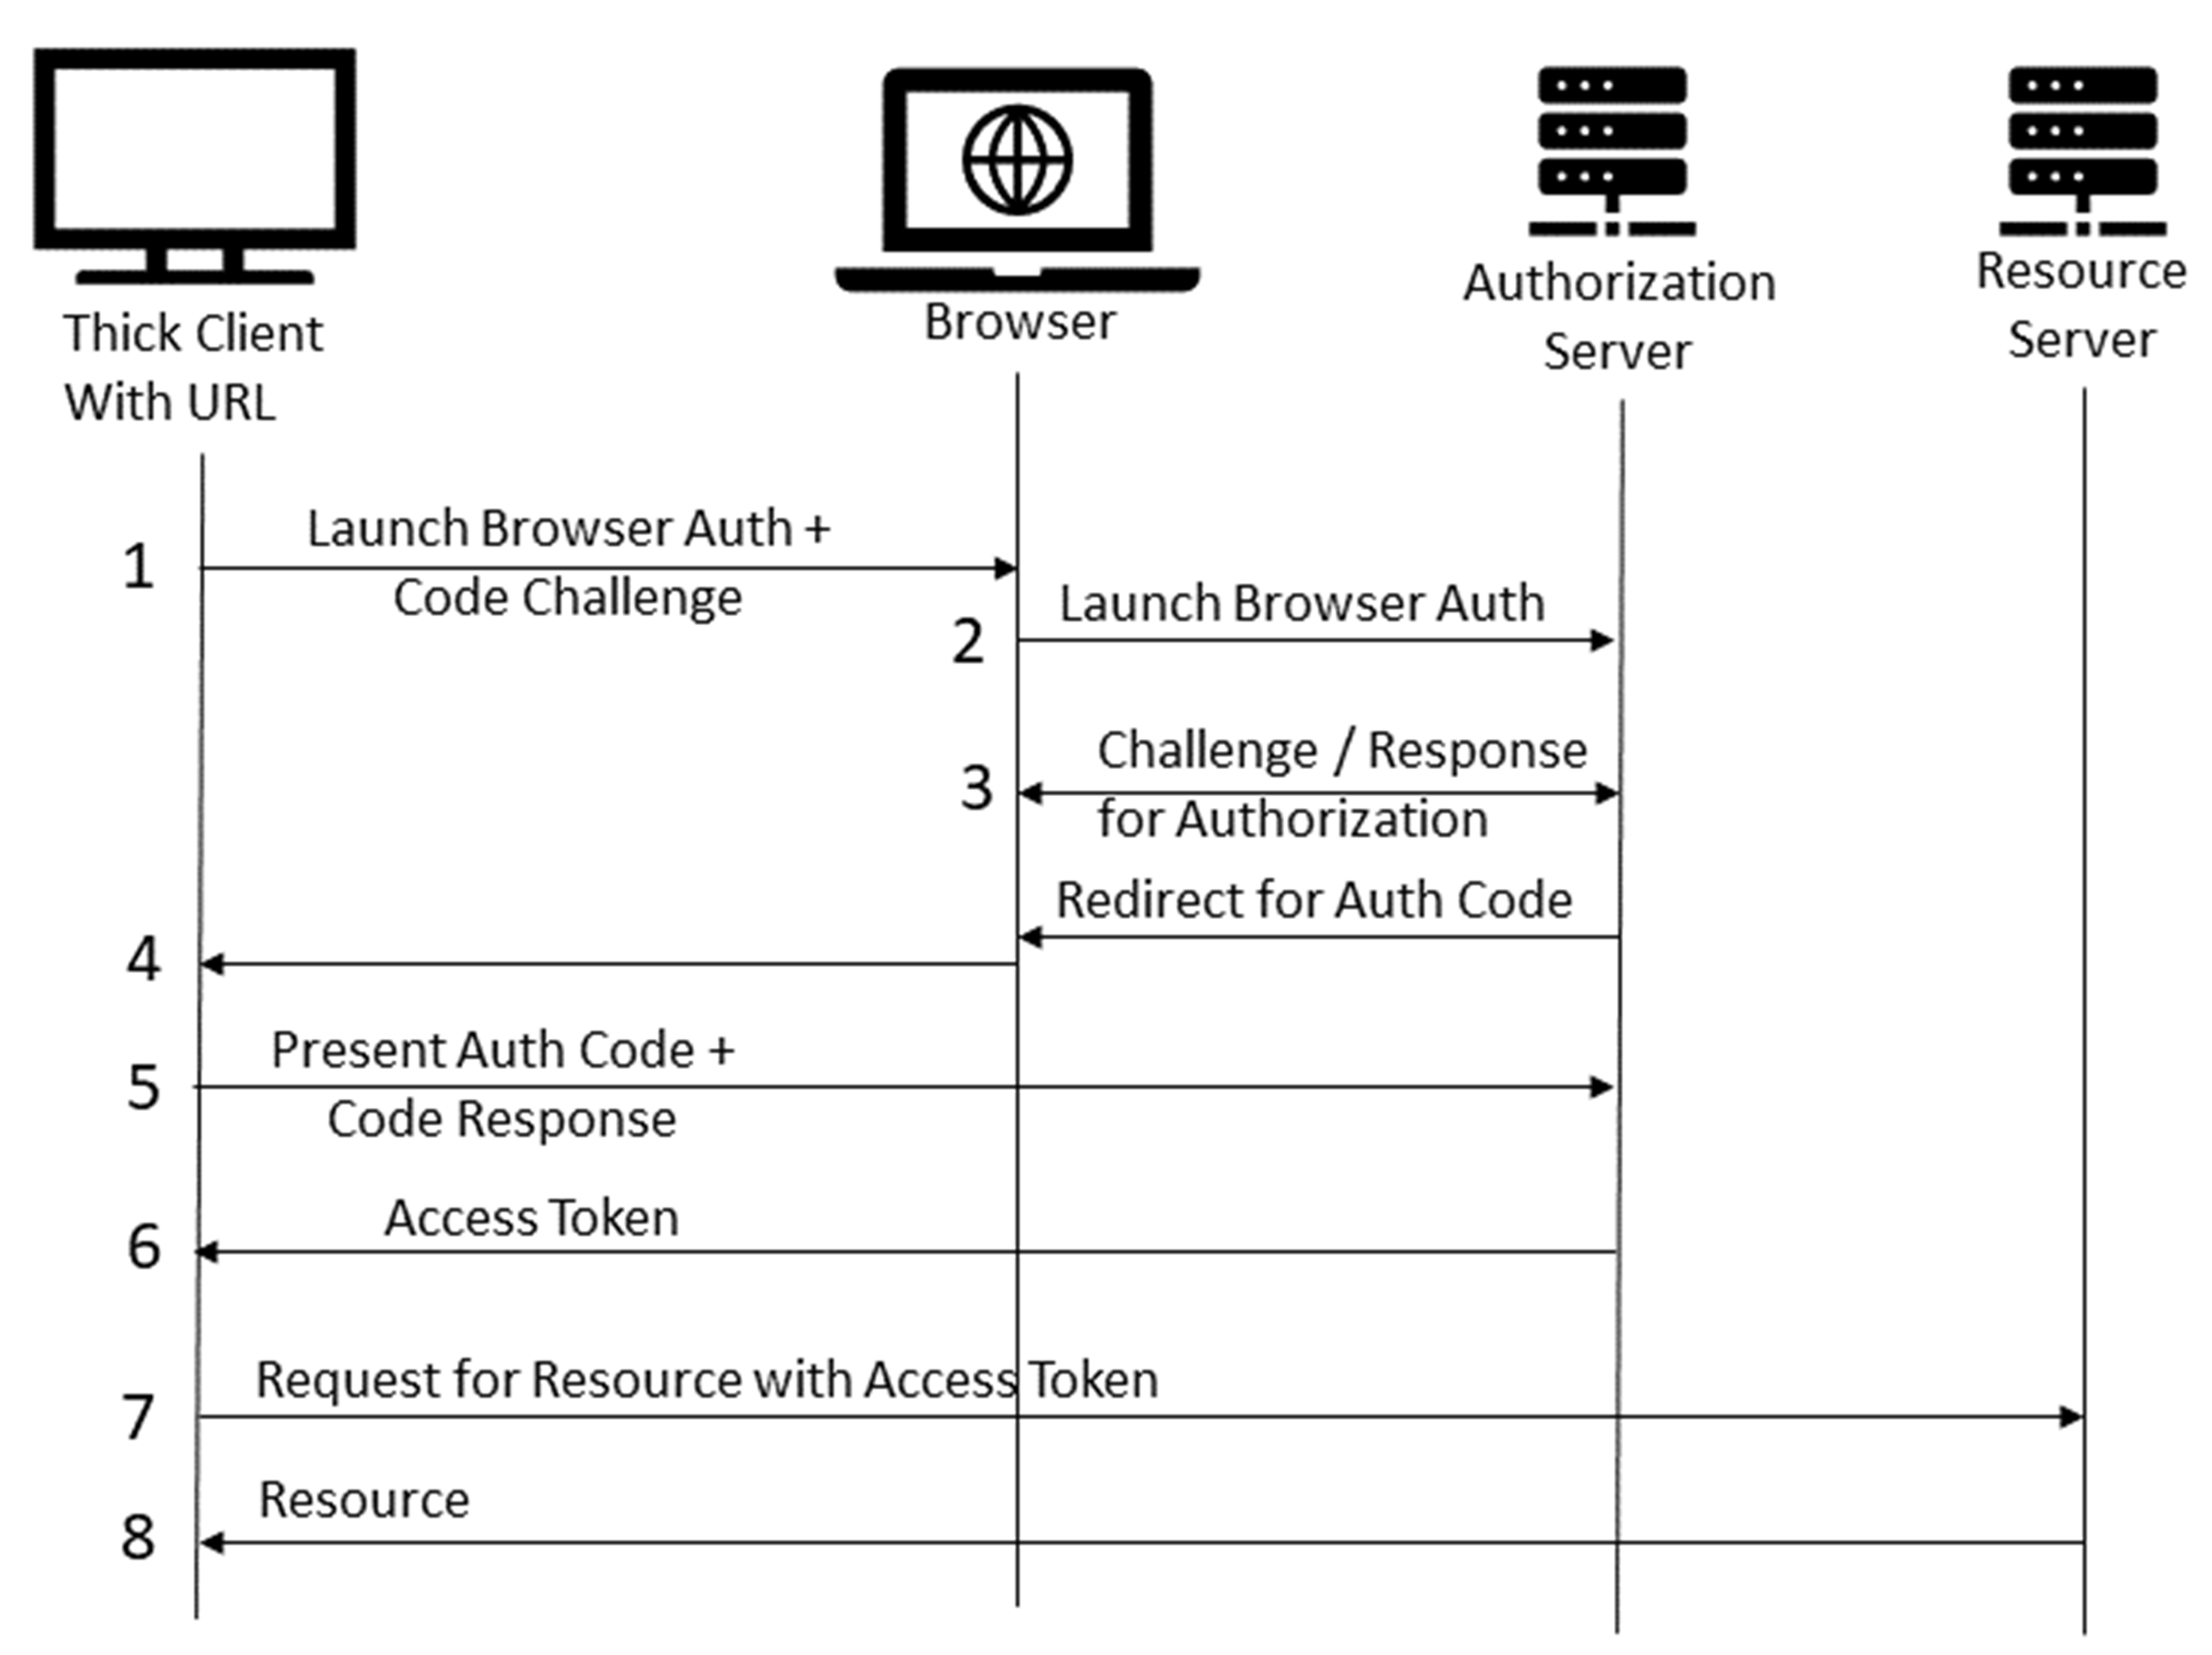 Thick Client
With URL
Browser
Authorization
Server
Resource
Server
1
Launch Browser Auth +
Code Challenge
2
Launch Browser Auth
3
Challenge / Response
for Authorization
Redirect for Auth Code
4
Present Auth Code +
5
Code Response
Access Token
6
Request for Resource with Access Token
7
Resource
8